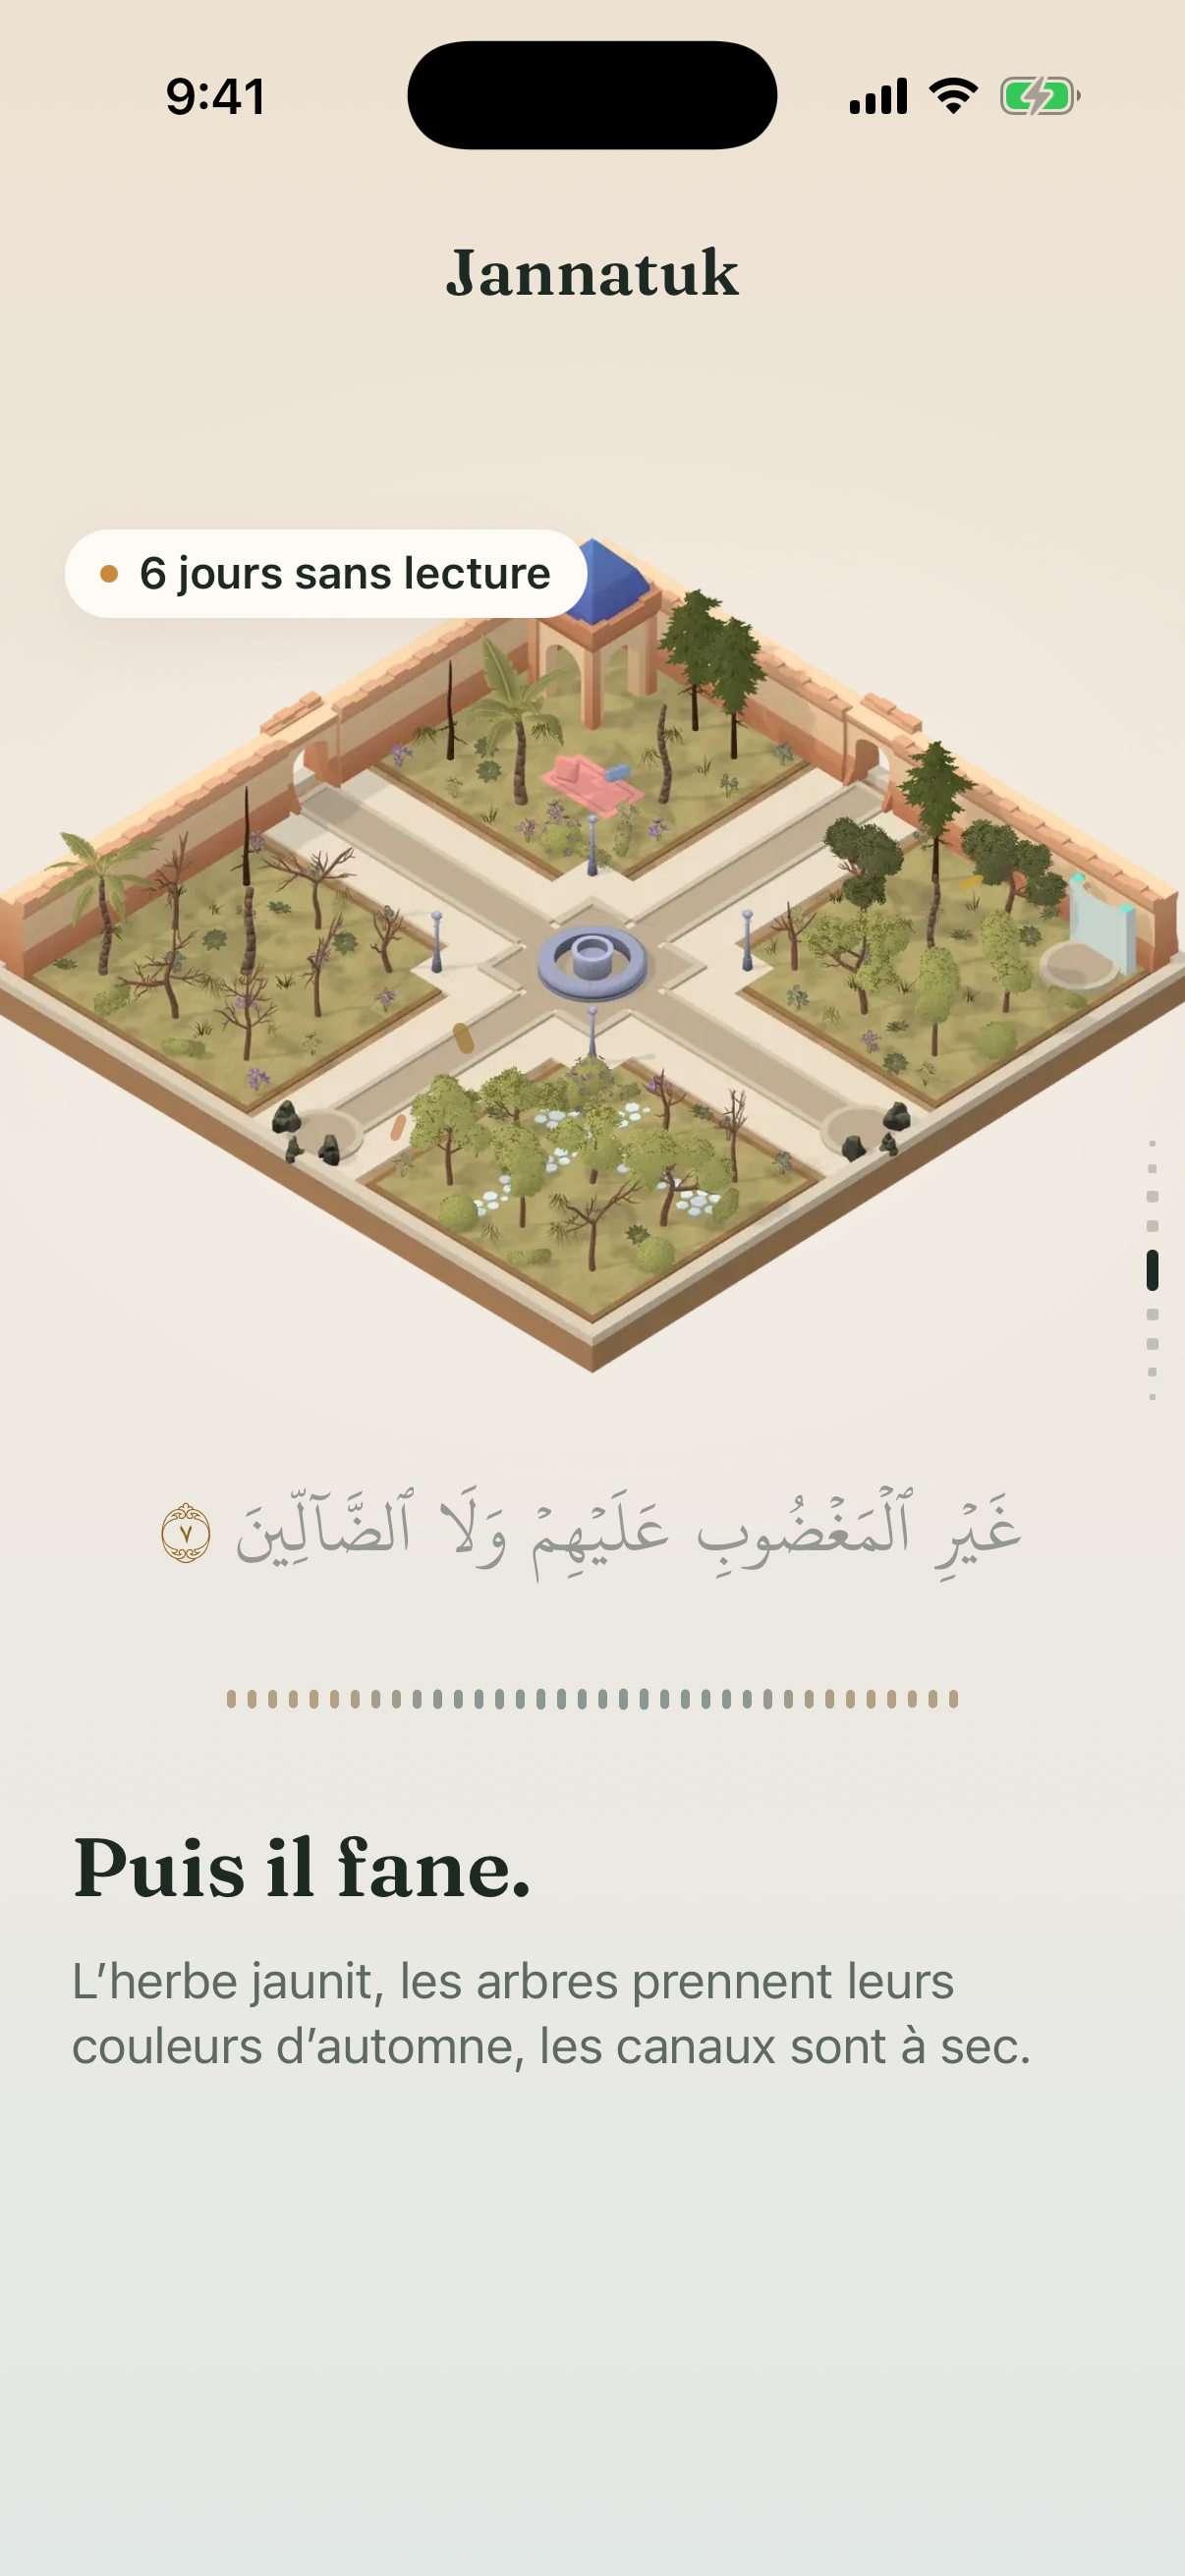 9:41
Jannatuk
6 jours sans lecture
غَيْرِ ٱلْمَغْضُوبِ عَلَيْهِمْ وَلَا ٱلضَّآلِّينَ ٧
Puis il fane.
L’herbe jaunit, les arbres prennent leurs
couleurs d’automne, les canaux sont à sec.